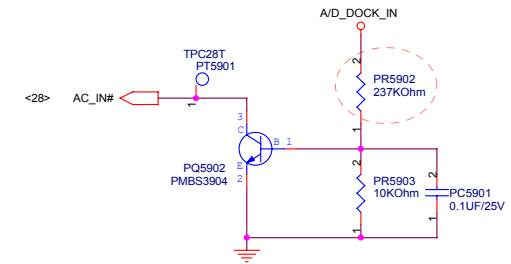 A/D_DOCK_IN
TPC28T
PT5901
<28> AC_IN#
1
2
PR5902
237KOhm
1
3
C
B 1
E
2
PQ5902
PMBS3904
2
PR5903
10KOhm
1
2
PC5901
0.1UF/25V
1